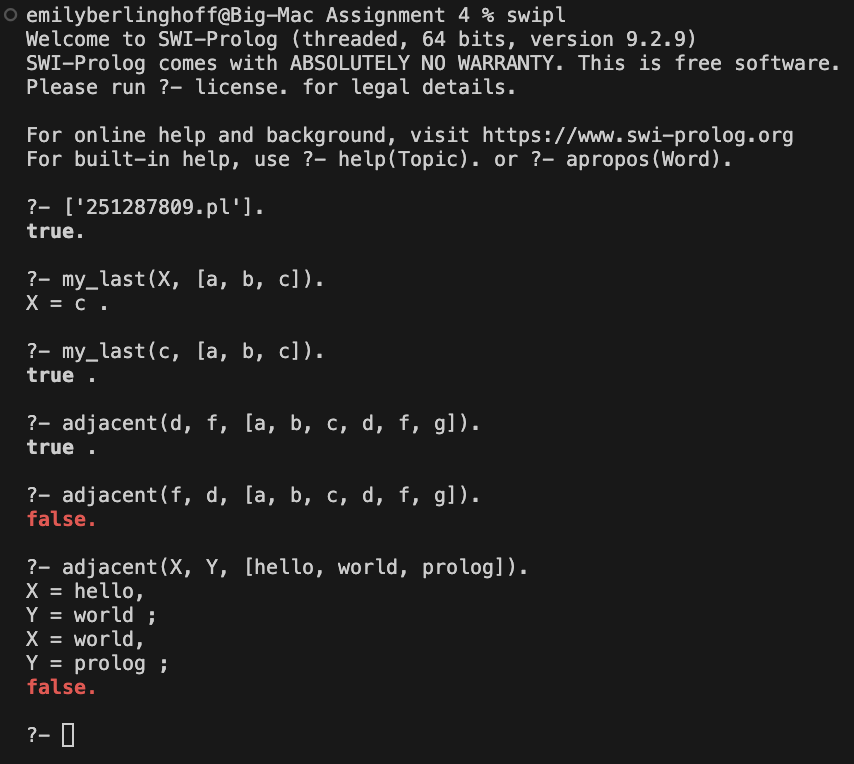 emilyberlinghoff@Big-Mac Assignment 4 % swipl
Welcome to SWI-Prolog (threaded, 64 bits, version 9.2.9)
SWI-Prolog comes with ABSOLUTELY NO WARRANTY. This is free software.
Please run ?- license. for legal details.

For online help and background, visit https://www.swi-prolog.org
For built-in help, use ?- help(Topic). or ?- apropos(Word).

?- ['251287809.pl'].
true.

?- my_last(X, [a, b, c]).
X = c .

?- my_last(c, [a, b, c]).
true .

?- adjacent(d, f, [a, b, c, d, f, g]).
true .

?- adjacent(f, d, [a, b, c, d, f, g]).
false.

?- adjacent(X, Y, [hello, world, prolog]).
X = hello,
Y = world ;
X = world,
Y = prolog ;
false.

?-